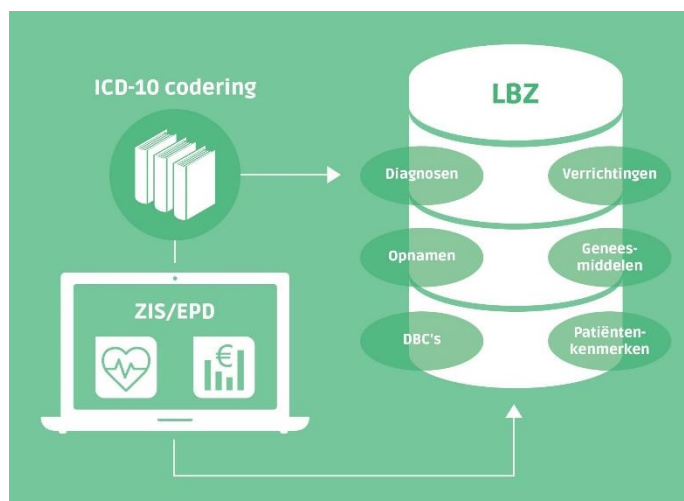 ICD-10 codering
LBZ
Diagnosen
Verrichtingen
Opnamen
Genees-
middelen
ZIS/EPD
€
DBC's
Patiënten-
kenmerken